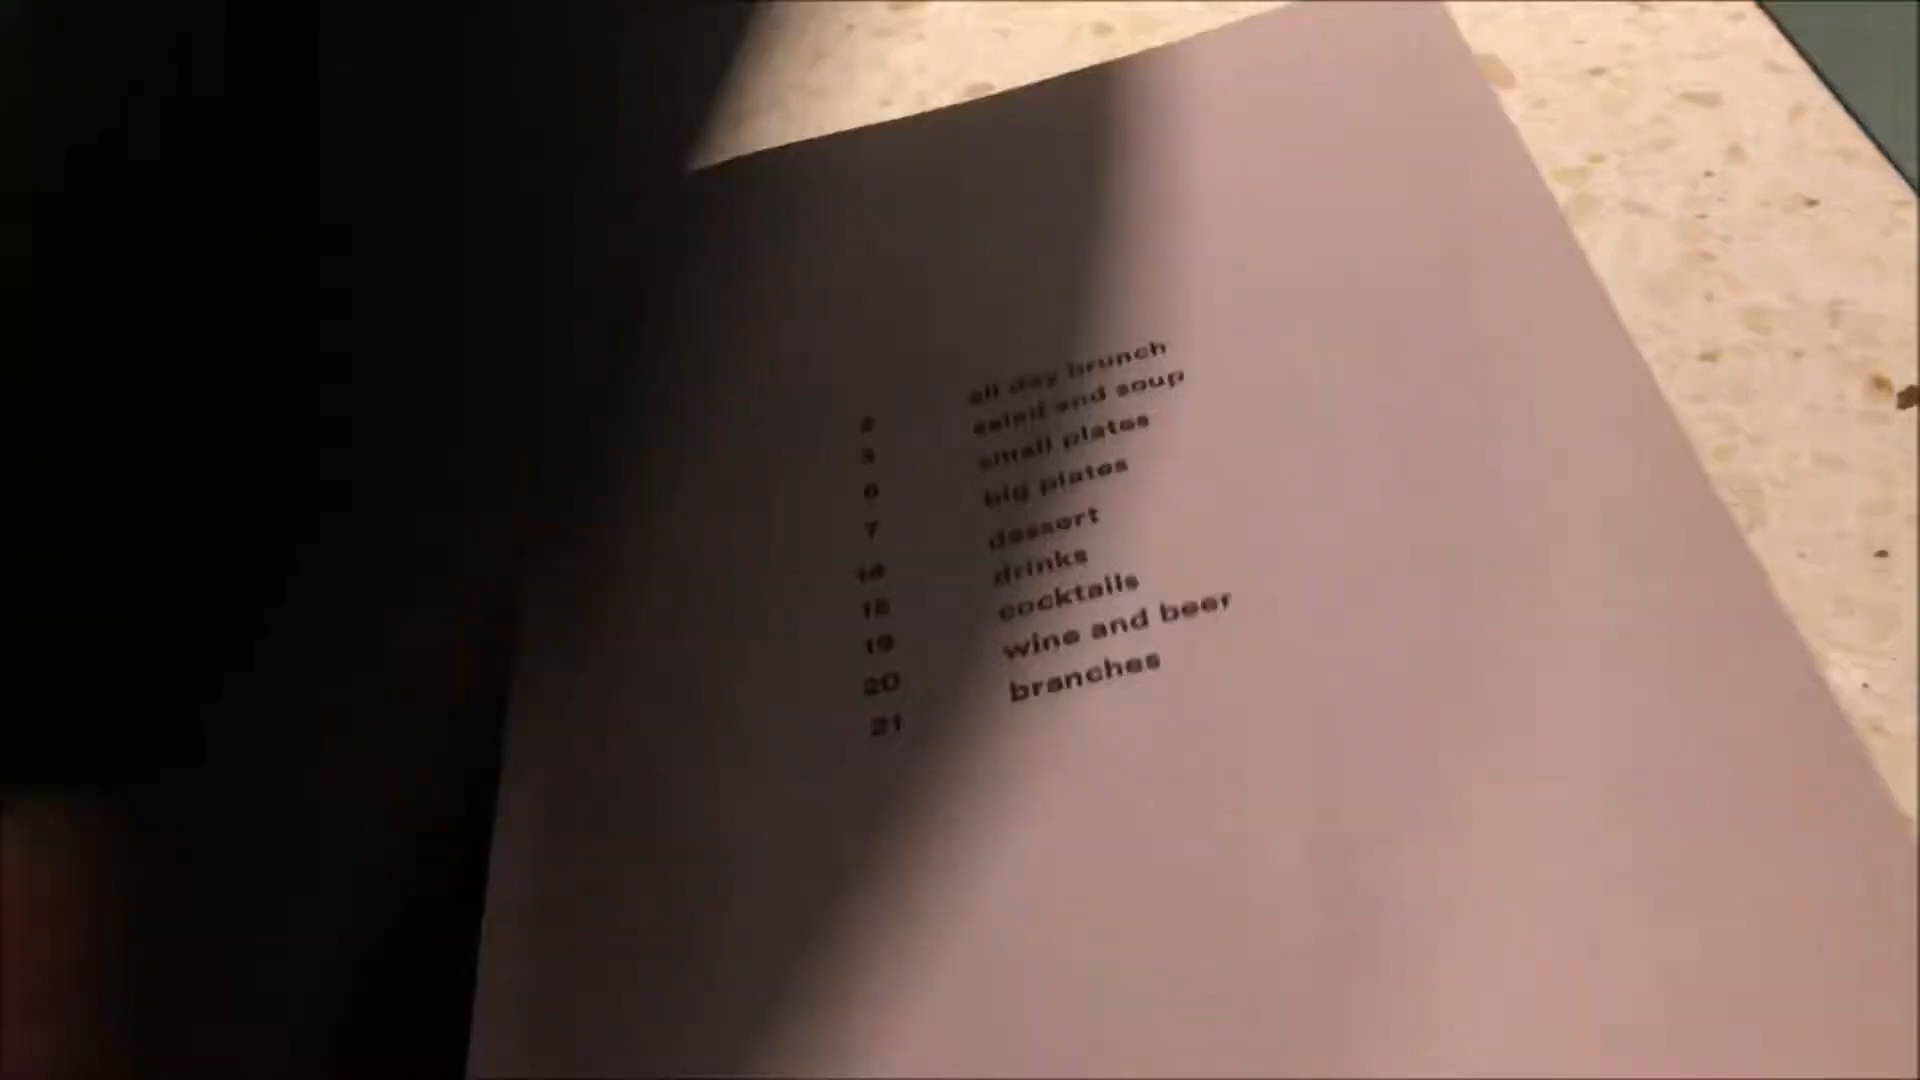 2 all day brunch
salad and soup
6 small plates
7 big plates
14 dessert
drinks
19 cocktails
20 wine and beer
21 branches